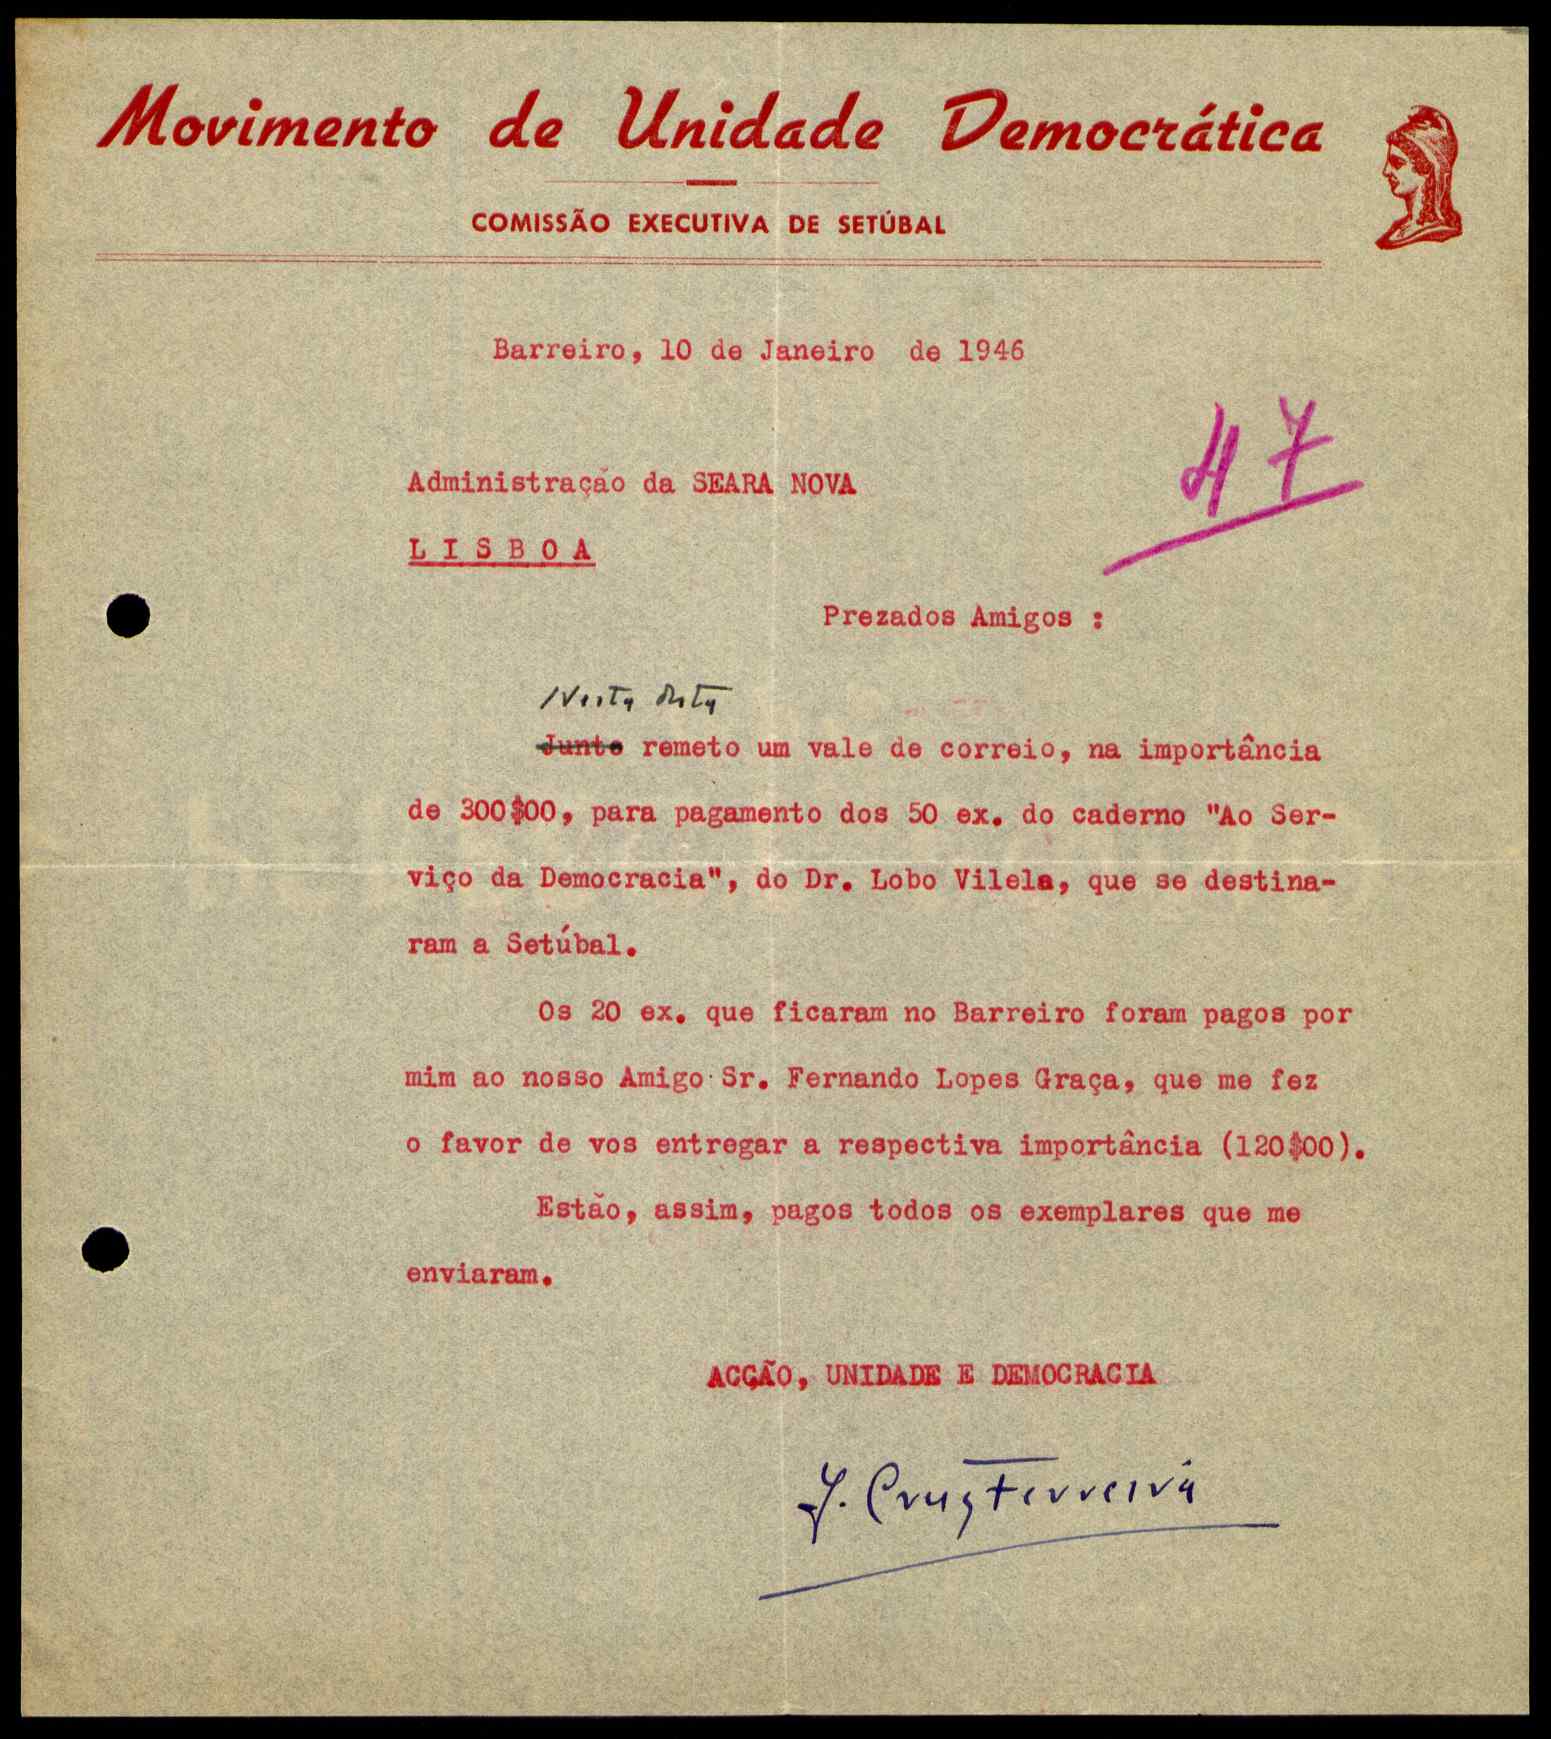 Movimento de Unidade Democrática
COMISSÃO EXECUTIVA DE SETÚBAL
Barreiro, 10 de Janeiro de 1946
47
Administração da SEARA NOVA
LISBOA
Prezados Amigos :
Nesta data
Junto remeto um vale de correio, na importância
de 300$00, para pagamento dos 50 ex. do caderno "Ao Ser-
viço da Democracia", do Dr. Lobo Vilela, que se destina-
ram a Setúbal.
Os 20 ex. que ficaram no Barreiro foram pagos por
mim ao nosso Amigo Sr. Fernando Lopes Graça, que me fez
o favor de vos entregar a respectiva importância (120$00).
Estão, assim, pagos todos os exemplares que me
enviaram.
ACÇÃO, UNIDADE E DEMOCRACIA
J. Cruz Ferreira